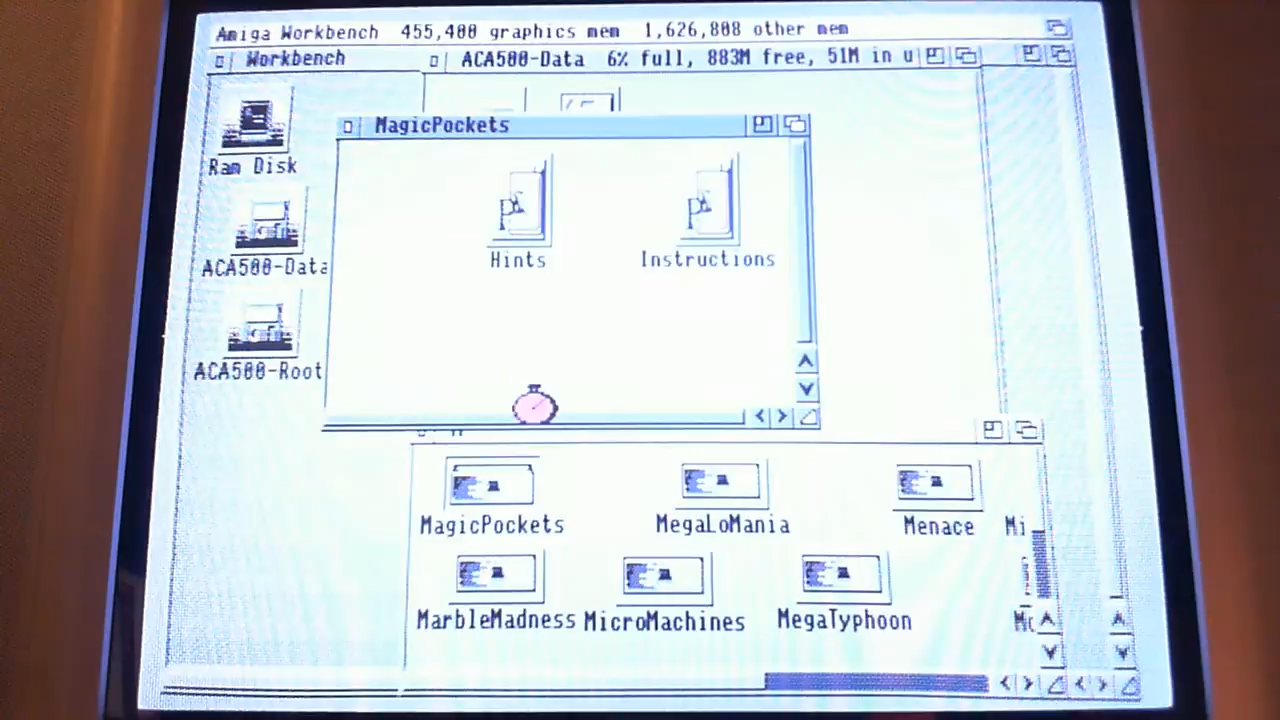 Amiga Workbench 455,400 graphics mem 1,626,808 other mem
Workbench
ACA500-Data 6% full, 883M free, 51M in u
Ram Disk
MagicPockets
ACA500-Data
Hints
Instructions
ACA500-Root
MagicPockets
MegaLoMania
Menace
Mi
MarbleMadness
MicroMachines
MegaTyphoon